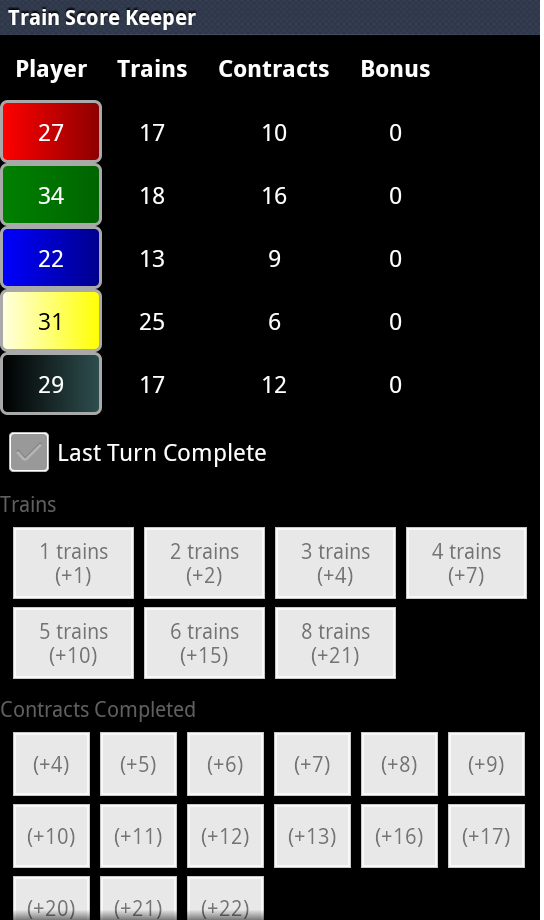 Train Score Keeper
Player Trains Contracts Bonus
27 17 10 0
34 18 16 0
22 13 9 0
31 25 6 0
29 17 12 0
Last Turn Complete
Trains
1 trains 2 trains 3 trains 4 trains
(+1) (+2) (+4) (+7)
5 trains 6 trains 8 trains
(+10) (+15) (+21)
Contracts Completed
(+4) (+5) (+6) (+7) (+8) (+9)
(+10) (+11) (+12) (+13) (+16) (+17)
(+20) (+21) (+22)